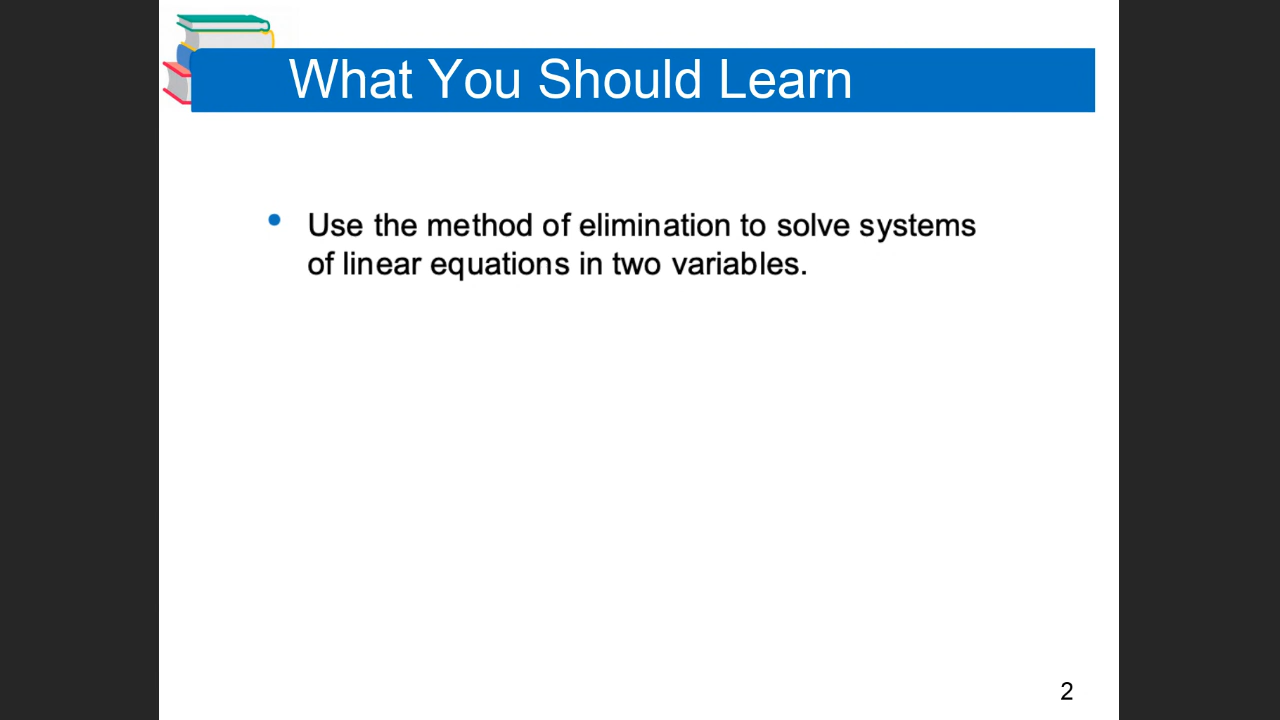 What You Should Learn
• Use the method of elimination to solve systems
of linear equations in two variables.
2